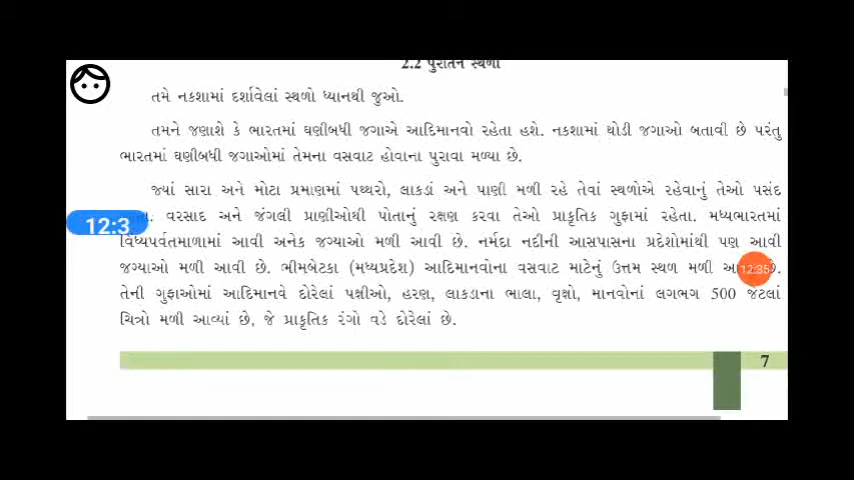 2.2 પુરાતન સ્થળો
તમે નકશામાં દર્શાવેલાં સ્થળો ધ્યાનથી જુઓ.
તમને જણાશે કે ભારતમાં ઘણીબધી જગાએ આદિમાનવો રહેતા હશે. નકશામાં થોડી જગાઓ બતાવી છે પરંતુ
ભારતમાં ઘણીબધી જગાઓમાં તેમના વસવાટ હોવાના પુરાવા મળ્યા છે.
જ્યાં સારા અને મોટા પ્રમાણમાં પથ્થરો, લાકડાં અને પાણી મળી રહે તેવાં સ્થળોએ રહેવાનું તેઓ પસંદ
વરસાદ અને જંગલી પ્રાણીઓથી પોતાનું રક્ષણ કરવા તેઓ પ્રાકૃતિક ગુફામાં રહેતા. મધ્યભારતમાં
12:3
વિંધ્યપર્વતમાળામાં આવી અનેક જગ્યાઓ મળી આવી છે. નર્મદા નદીની આસપાસના પ્રદેશોમાંથી પણ આવી
જગ્યાઓ મળી આવી છે. ભીમબેટકા (મધ્યપ્રદેશ) આદિમાનવોના વસવાટ માટેનું ઉત્તમ સ્થળ મળી છે.
12:35
તેની ગુફાઓમાં આદિમાનવે દોરેલાં પક્ષીઓ, હરણ, લાકડાના ભાલા, વૃક્ષો, માનવોનાં લગભગ 500 જેટલાં
ચિત્રો મળી આવ્યાં છે, જે પ્રાકૃતિક રંગો વડે દોરેલાં છે.
7